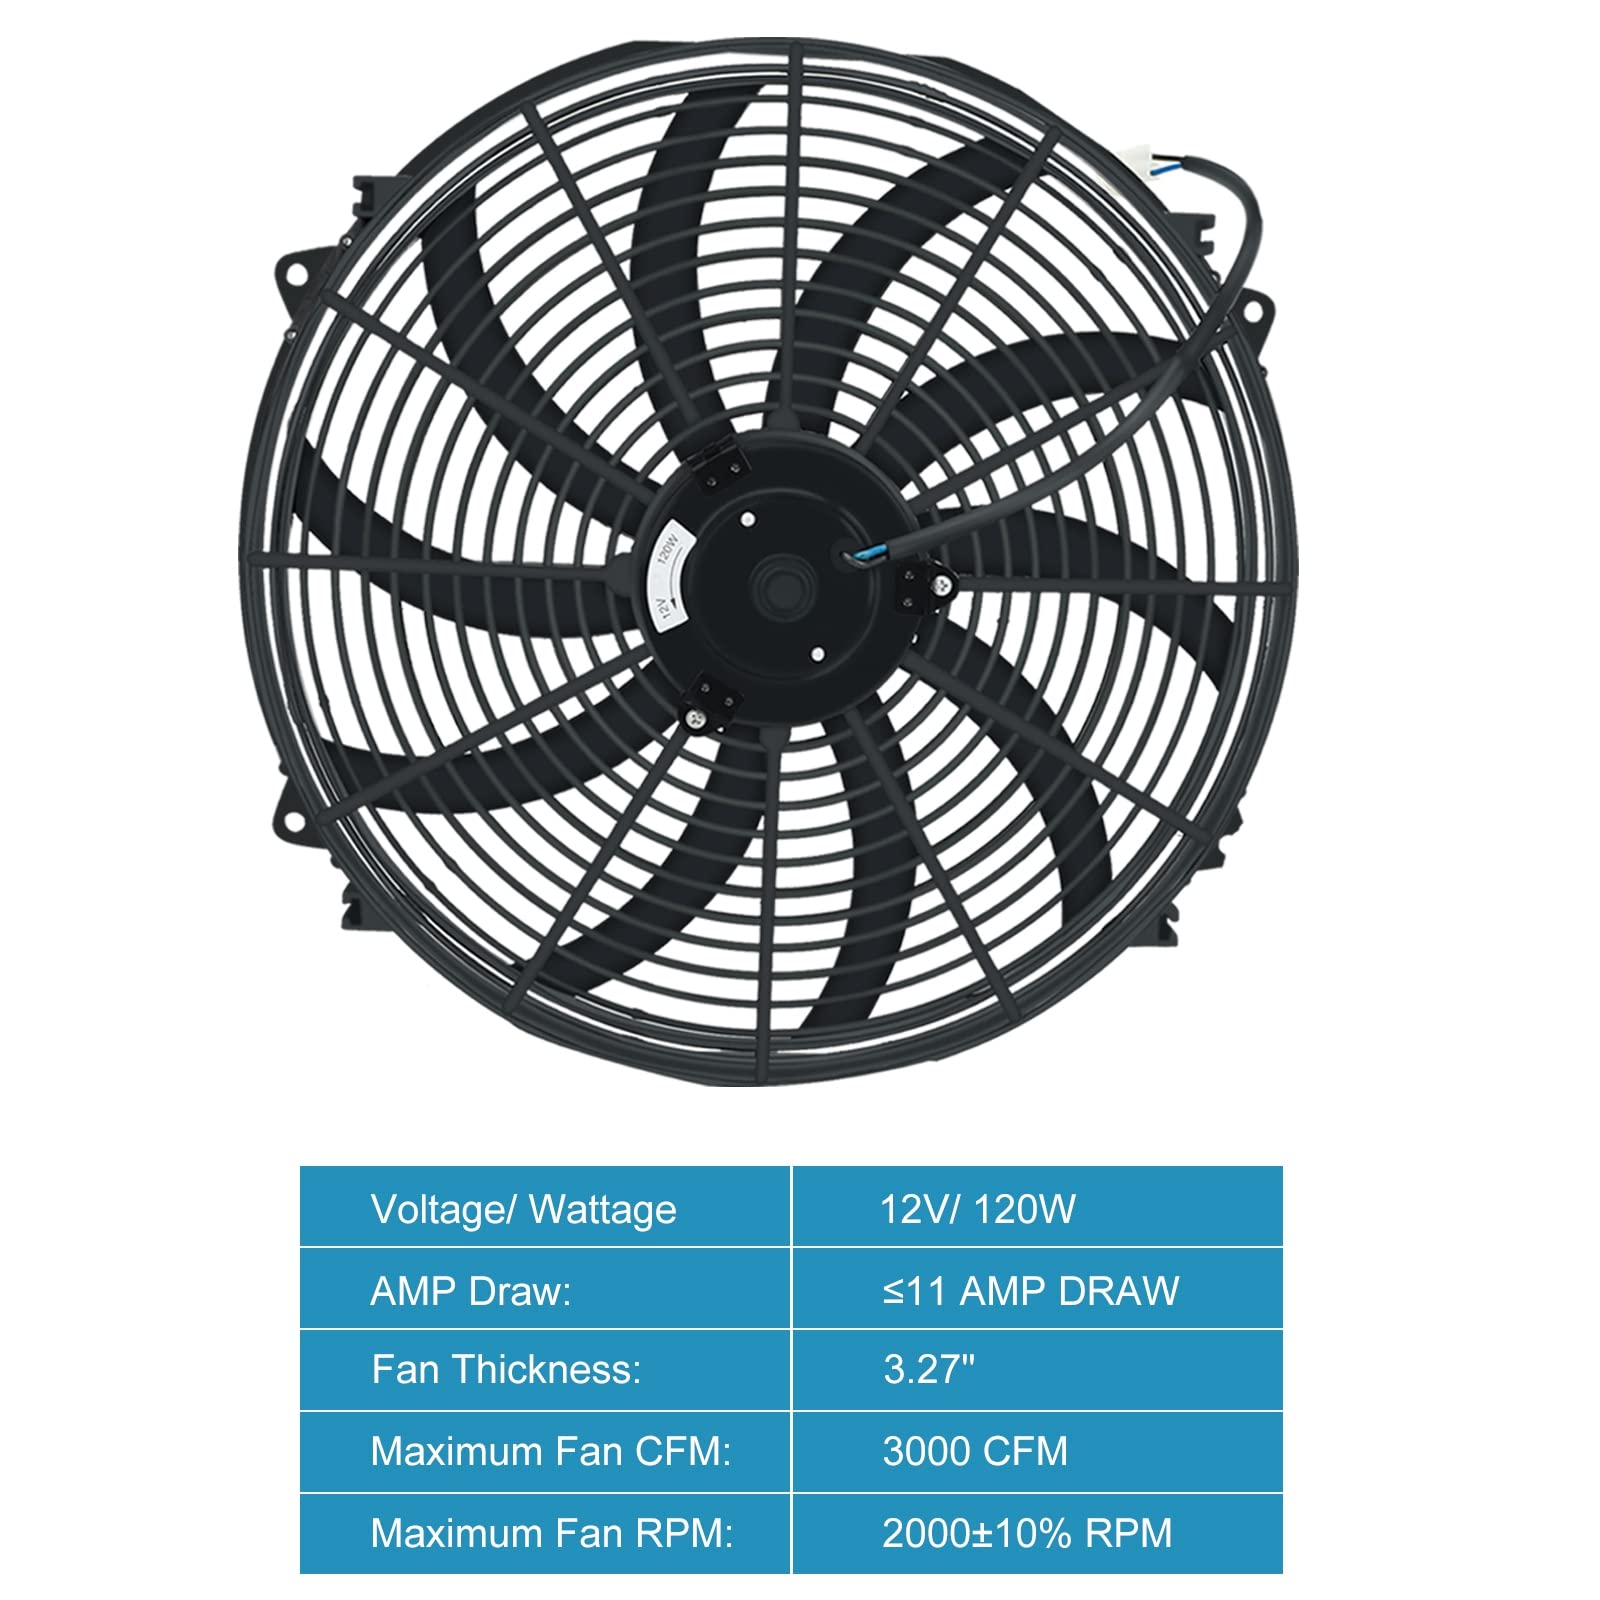 120W
12V
Voltage/ Wattage 12V/ 120W
AMP Draw: ≤11 AMP DRAW
Fan Thickness: 3.27"
Maximum Fan CFM: 3000 CFM
Maximum Fan RPM: 2000±10% RPM